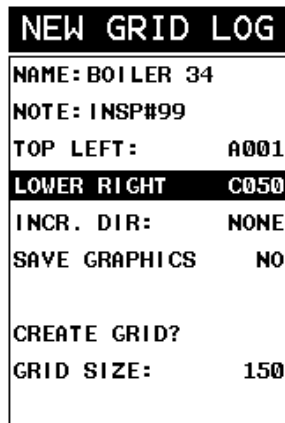 NEW GRID LOG
NAME:BOILER 34
NOTE:INSP#99
TOP LEFT: A001
LOWER RIGHT C050
INCR. DIR: NONE
SAVE GRAPHICS NO
CREATE GRID?
GRID SIZE: 150